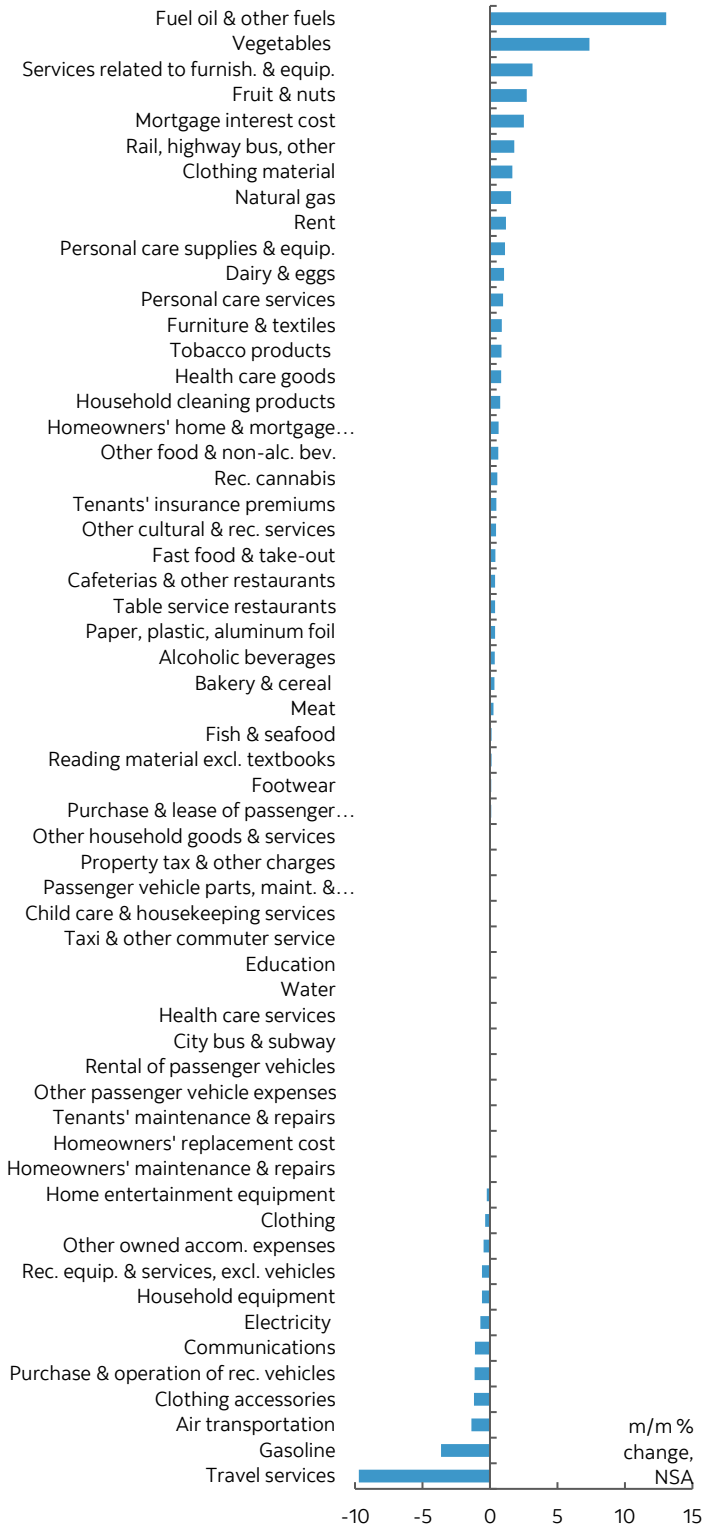 Fuel oil & other fuels
Vegetables
Services related to furnish. & equip.
Fruit & nuts
Mortgage interest cost
Rail, highway bus, other
Clothing material
Natural gas
Rent
Personal care supplies & equip.
Dairy & eggs
Personal care services
Furniture & textiles
Tobacco products
Health care goods
Household cleaning products
Homeowners' home & mortgage…
Other food & non-alc. bev.
Rec. cannabis
Tenants' insurance premiums
Other cultural & rec. services
Fast food & take-out
Cafeterias & other restaurants
Table service restaurants
Paper, plastic, aluminum foil
Alcoholic beverages
Bakery & cereal
Meat
Fish & seafood
Reading material excl. textbooks
Footwear
Purchase & lease of passenger…
Other household goods & services
Property tax & other charges
Passenger vehicle parts, maint. &…
Child care & housekeeping services
Taxi & other commuter service
Education
Water
Health care services
City bus & subway
Rental of passenger vehicles
Other passenger vehicle expenses
Tenants' maintenance & repairs
Homeowners' replacement cost
Homeowners' maintenance & repairs
Home entertainment equipment
Clothing
Other owned accom. expenses
Rec. equip. & services, excl. vehicles
Household equipment
Electricity
Communications
Purchase & operation of rec. vehicles
Clothing accessories
Air transportation
Gasoline
Travel services
m/m %
change,
NSA
-10 -5 0 5 10 15